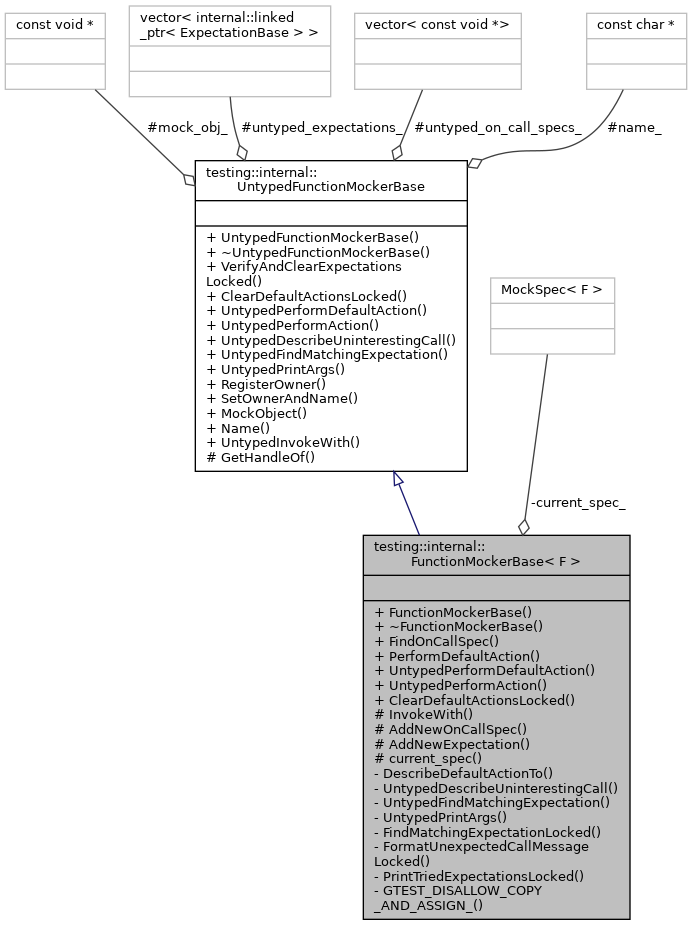 const void *
vector< internal::linked
_ptr< ExpectationBase > >
vector< const void *>
const char *
#mock_obj_
#untyped_expectations_
#untyped_on_call_specs_
#name_
testing::internal::
UntypedFunctionMockerBase
+ UntypedFunctionMockerBase()
+ ~UntypedFunctionMockerBase()
+ VerifyAndClearExpectations
Locked()
+ ClearDefaultActionsLocked()
+ UntypedPerformDefaultAction()
+ UntypedPerformAction()
+ UntypedDescribeUninterestingCall()
+ UntypedFindMatchingExpectation()
+ UntypedPrintArgs()
+ RegisterOwner()
+ SetOwnerAndName()
+ MockObject()
+ Name()
+ UntypedInvokeWith()
# GetHandleOf()
MockSpec< F >
-current_spec_
testing::internal::
FunctionMockerBase< F >
+ FunctionMockerBase()
+ ~FunctionMockerBase()
+ FindOnCallSpec()
+ PerformDefaultAction()
+ UntypedPerformDefaultAction()
+ UntypedPerformAction()
+ ClearDefaultActionsLocked()
# InvokeWith()
# AddNewOnCallSpec()
# AddNewExpectation()
# current_spec()
- DescribeDefaultActionTo()
- UntypedDescribeUninterestingCall()
- UntypedFindMatchingExpectation()
- UntypedPrintArgs()
- FindMatchingExpectationLocked()
- FormatUnexpectedCallMessage
Locked()
- PrintTriedExpectationsLocked()
- GTEST_DISALLOW_COPY
_AND_ASSIGN_()